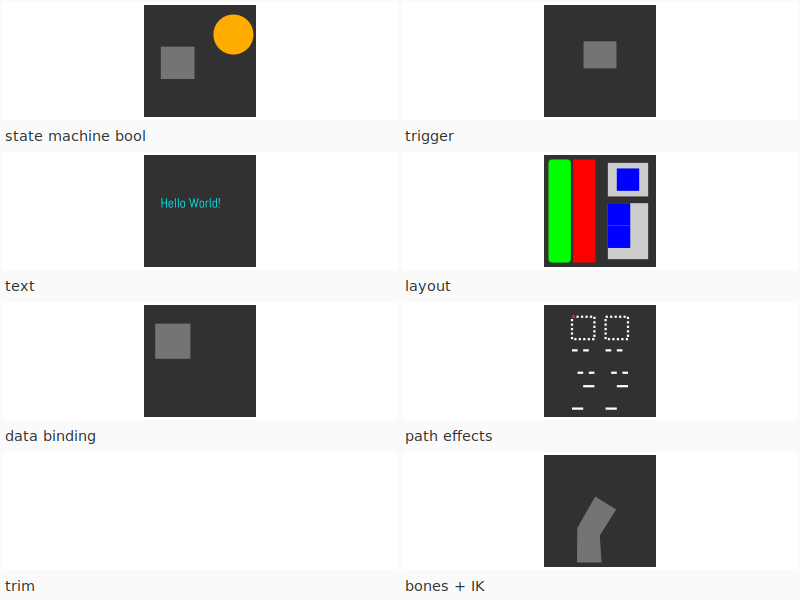 state machine bool
trigger
Hello World!
text
layout
data binding
path effects
trim
bones + IK